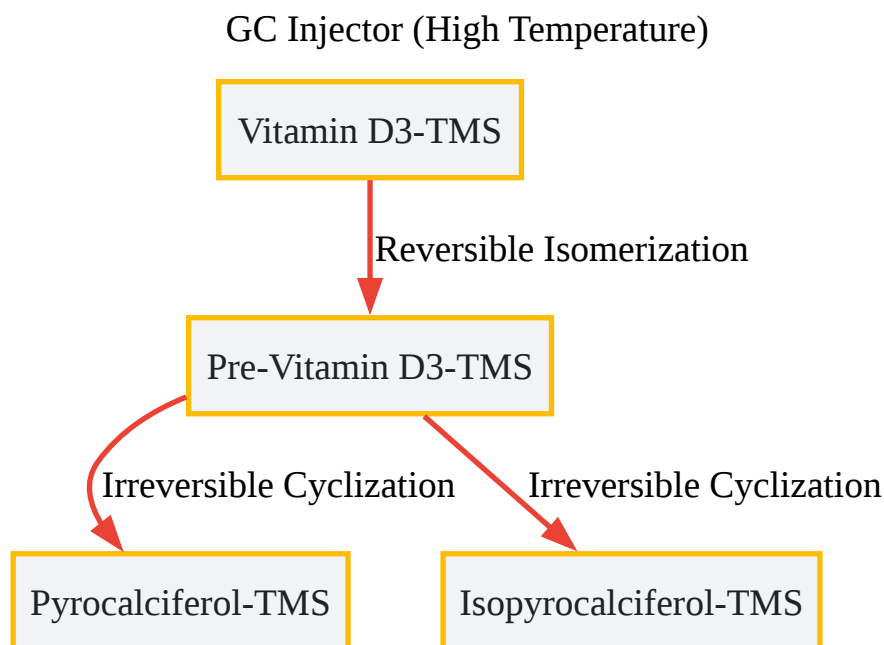 GC Injector (High Temperature)
Vitamin D3-TMS
Reversible Isomerization
Pre-Vitamin D3-TMS
Irreversible Cyclization
Irreversible Cyclization
Pyrocalciferol-TMS
Isopyrocalciferol-TMS